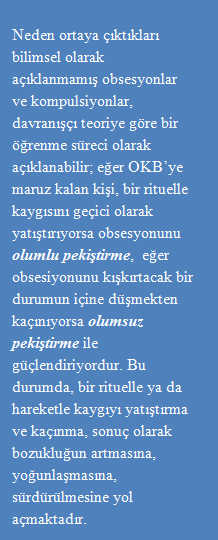 Neden ortaya çıktıkları
bilimsel olarak
açıklanmamış obsesyonlar
ve kompulsiyonlar,
davranışçı teoriye göre bir
öğrenme süreci olarak
açıklanabilir; eğer OKB’ye
maruz kalan kişi, bir rituelle
kaygısını geçici olarak
yatıştırıyorsa obsesyonunu
olumlu pekiştirme, eğer
obsesiyonunu kışkırtacak bir
durumun içine düşmekten
kaçınıyorsa olumsuz
pekiştirme ile
güçlendiriyordur. Bu
durumda, bir rituelle ya da
hareketle kaygıyı yatıştırma
ve kaçınma, sonuç olarak
bozukluğun artmasına,
yoğunlaşmasına,
sürdürülmesine yol
açmaktadır.